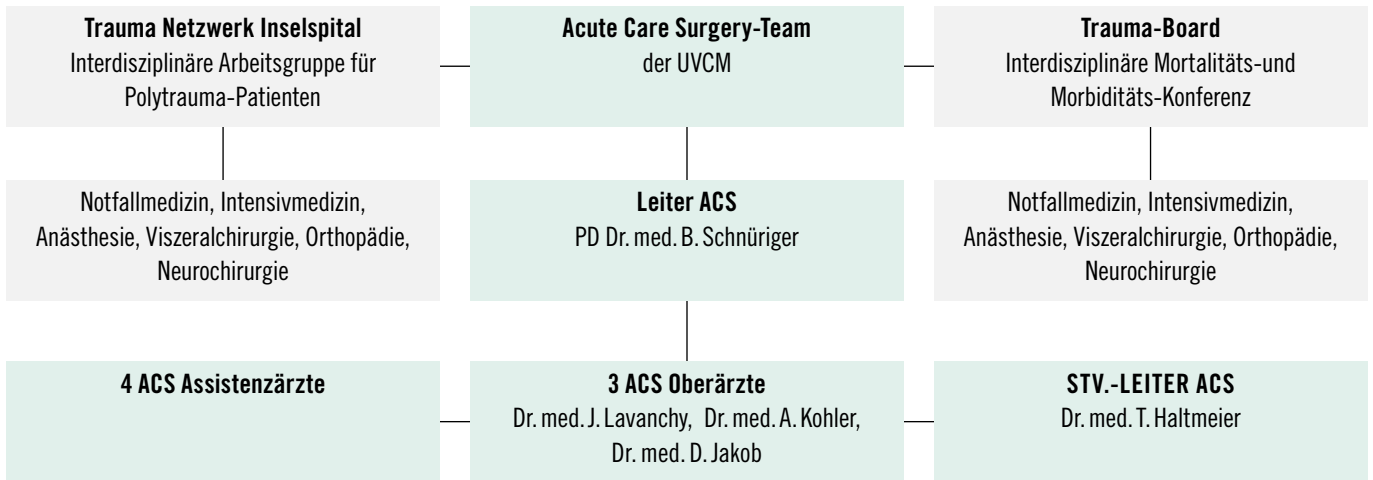 Trauma Netzwerk Inselspital
Interdisziplinäre Arbeitsgruppe für
Polytrauma-Patienten
Acute Care Surgery-Team
der UVCM
Trauma-Board
Interdisziplinäre Mortalitäts-und
Morbiditäts-Konferenz
Notfallmedizin, Intensivmedizin,
Anästhesie, Viszeralchirurgie, Orthopädie,
Neurochirurgie
Leiter ACS
PD Dr. med. B. Schnüriger
Notfallmedizin, Intensivmedizin,
Anästhesie, Viszeralchirurgie, Orthopädie,
Neurochirurgie
4 ACS Assistenzärzte
3 ACS Oberärzte
Dr. med. J. Lavanchy, Dr. med. A. Kohler,
Dr. med. D. Jakob
STV.-LEITER ACS
Dr. med. T. Haltmeier